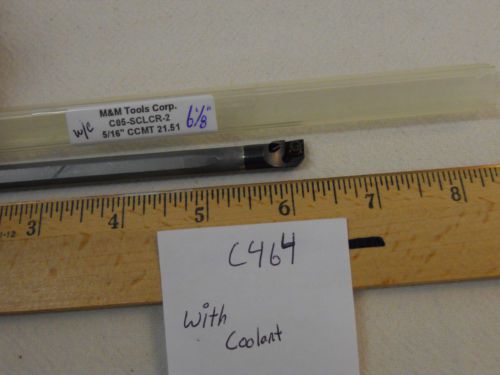 M&M Tools Corp.
C05-SCLCR-2
5/16" CCMT 21.51
w/c
6 1/8"
3 4 5 6 7 8
C464
With
Coolant